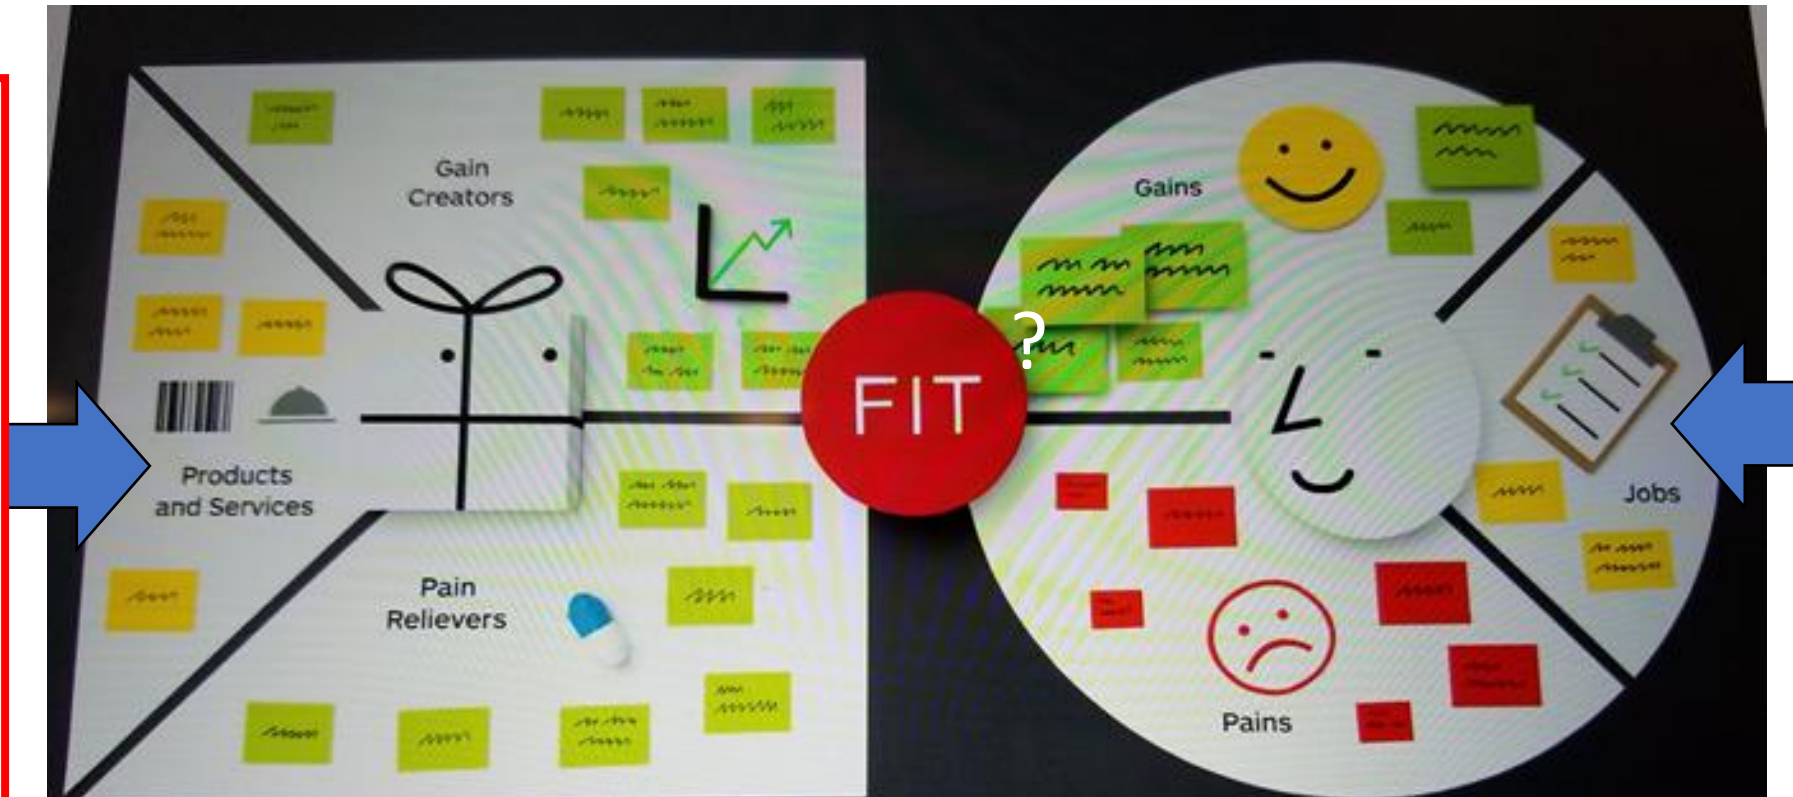 Gain
Creators
Products
and Services
Pain
Relievers
FIT
?
Gains
Jobs
Pains